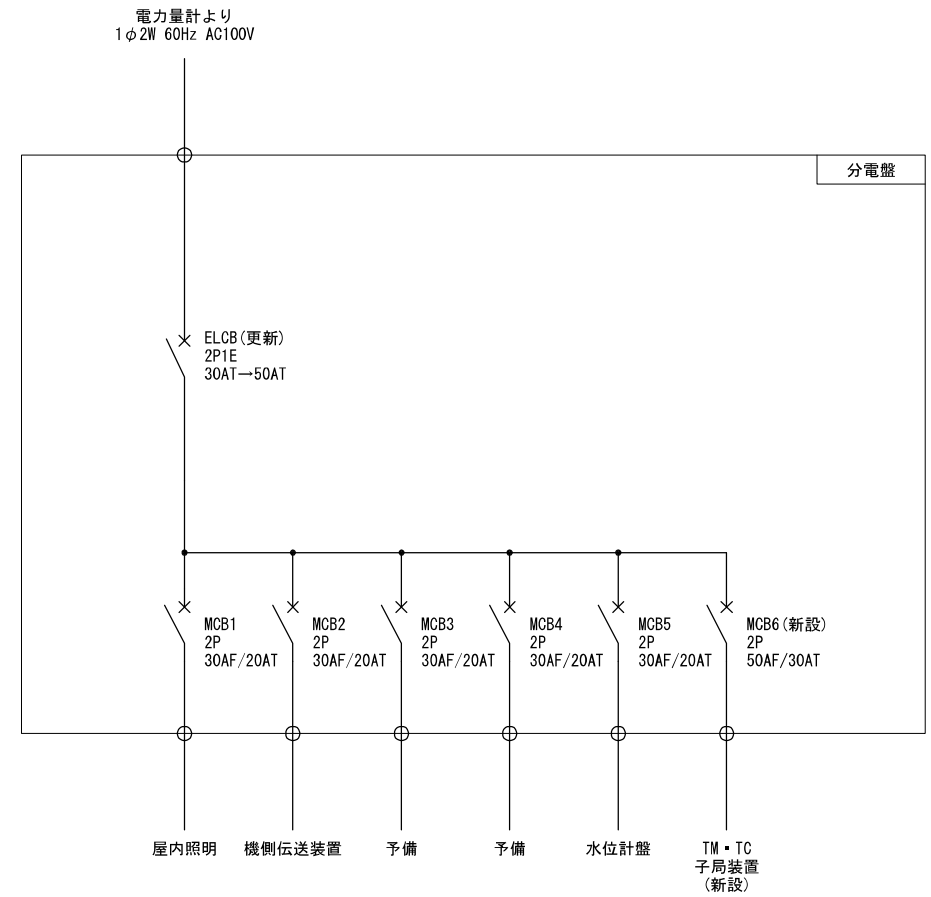 電力量計より
1φ2W 60Hz AC100V
分電盤
ELCB(更新)
2P1E
30AT→50AT
MCB1
2P
30AF/20AT
MCB2
2P
30AF/20AT
MCB3
2P
30AF/20AT
MCB4
2P
30AF/20AT
MCB5
2P
30AF/20AT
MCB6(新設)
2P
50AF/30AT
屋内照明
機側伝送装置
予備
予備
水位計盤
TM・TC
子局装置
(新設)